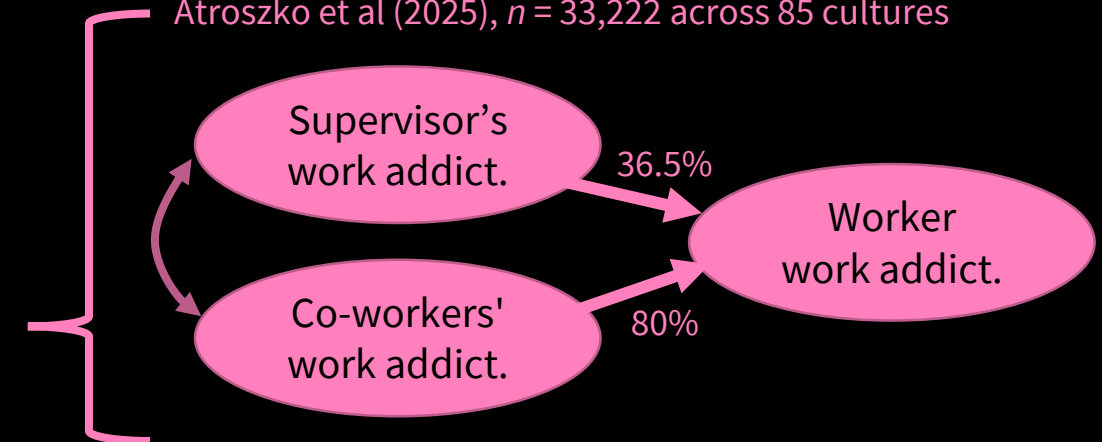 Atroszko et al (2025), n = 33,222 across 85 cultures
Supervisor’s
work addict.
36.5%
Worker
work addict.
Co-workers'
work addict.
80%